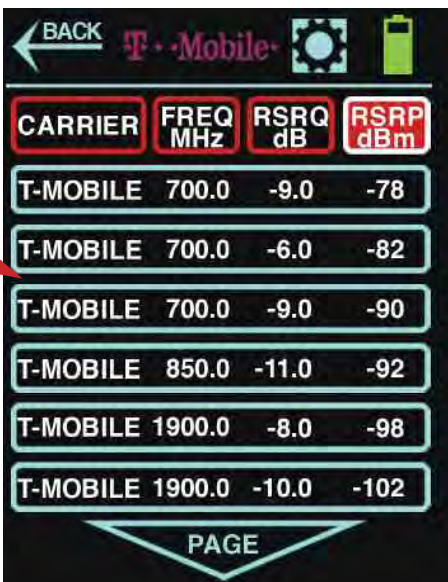 BACK T··Mobile·
CARRIER FREQ MHz RSRQ dB RSRP dBm
T-MOBILE 700.0 -9.0 -78
T-MOBILE 700.0 -6.0 -82
T-MOBILE 700.0 -9.0 -90
T-MOBILE 850.0 -11.0 -92
T-MOBILE 1900.0 -8.0 -98
T-MOBILE 1900.0 -10.0 -102
PAGE